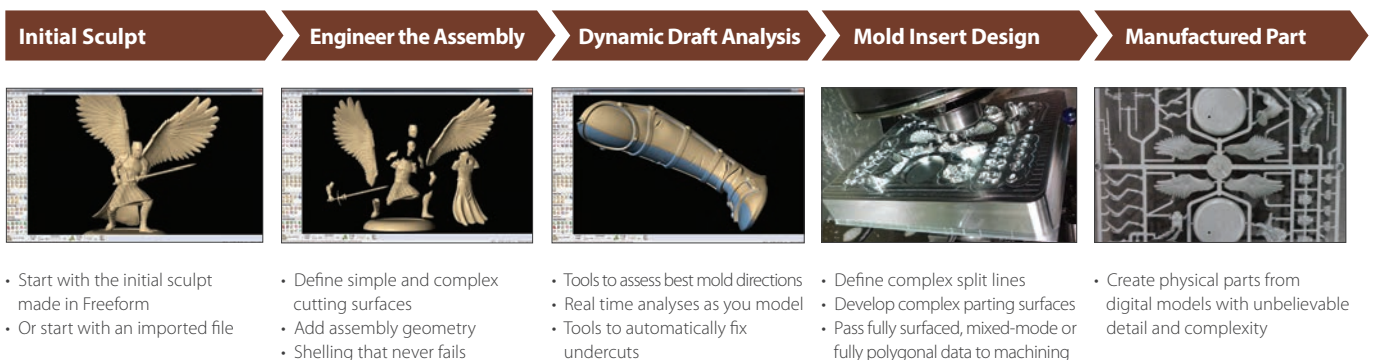 Initial Sculpt
Engineer the Assembly
Dynamic Draft Analysis
Mold Insert Design
Manufactured Part
• Start with the initial sculpt
made in Freeform
• Or start with an imported file
• Define simple and complex
cutting surfaces
• Add assembly geometry
• Shelling that never fails
• Tools to assess best mold directions
• Real time analyses as you model
• Tools to automatically fix
undercuts
• Define complex split lines
• Develop complex parting surfaces
• Pass fully surfaced, mixed-mode or
fully polygonal data to machining
• Create physical parts from
digital models with unbelievable
detail and complexity